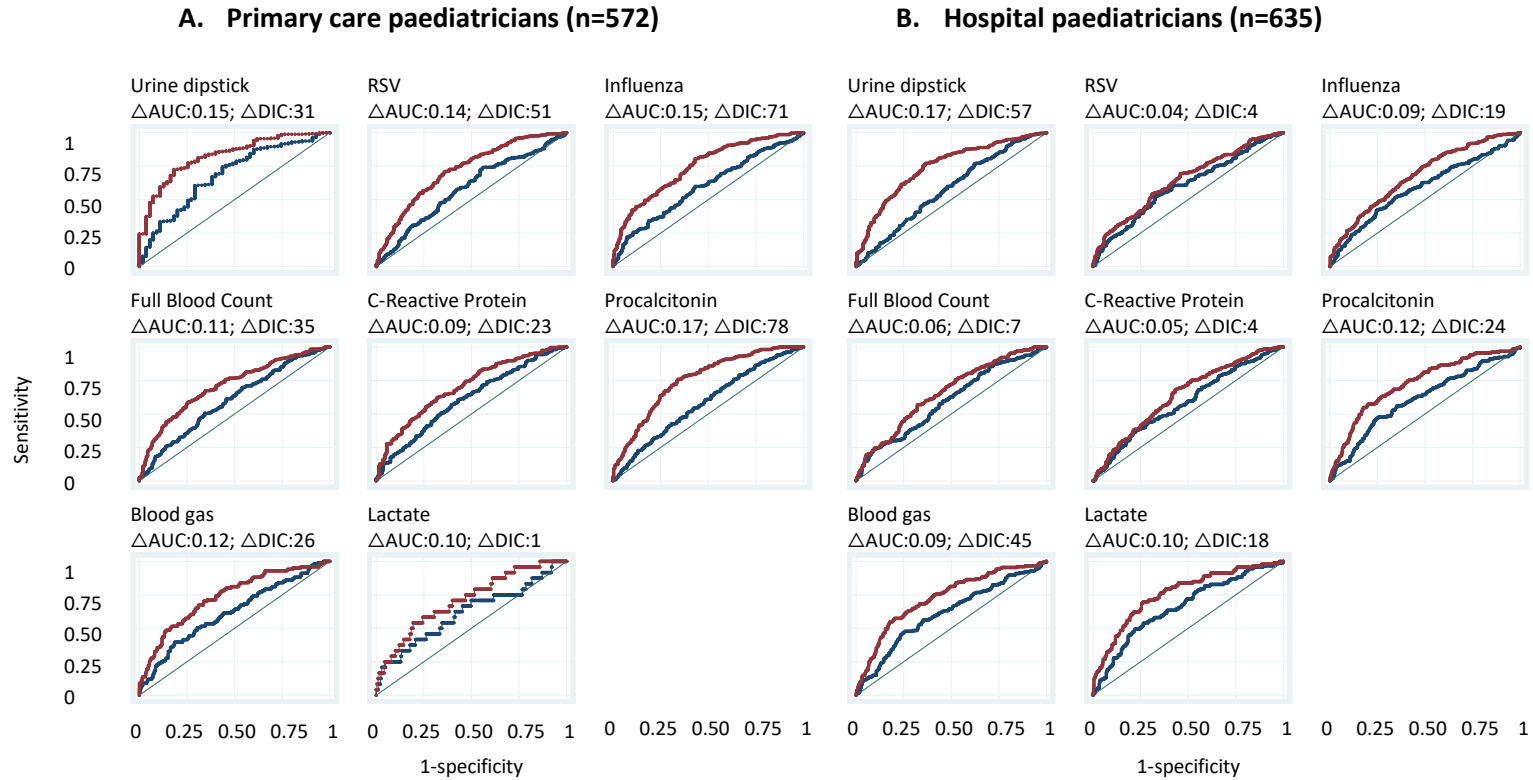 A. Primary care paediatricians (n=572)
B. Hospital paediatricians (n=635)
Urine dipstick
△AUC:0.15; △DIC:31
RSV
△AUC:0.14; △DIC:51
Influenza
△AUC:0.15; △DIC:71
Urine dipstick
△AUC:0.17; △DIC:57
RSV
△AUC:0.04; △DIC:4
Influenza
△AUC:0.09; △DIC:19
1
0.75
0.50
0.25
0
Full Blood Count
△AUC:0.11; △DIC:35
C-Reactive Protein
△AUC:0.09; △DIC:23
Procalcitonin
△AUC:0.17; △DIC:78
Full Blood Count
△AUC:0.06; △DIC:7
C-Reactive Protein
△AUC:0.05; △DIC:4
Procalcitonin
△AUC:0.12; △DIC:24
Sensitivity
1
0.75
0.50
0.25
0
Blood gas
△AUC:0.12; △DIC:26
Lactate
△AUC:0.10; △DIC:1
Blood gas
△AUC:0.09; △DIC:45
Lactate
△AUC:0.10; △DIC:18
1
0.75
0.50
0.25
0
0 0.25 0.50 0.75 1
0 0.25 0.50 0.75 1
0 0.25 0.50 0.75 1
0 0.25 0.50 0.75 1
0 0.25 0.50 0.75 1
0 0.25 0.50 0.75 1
1-specificity
1-specificity